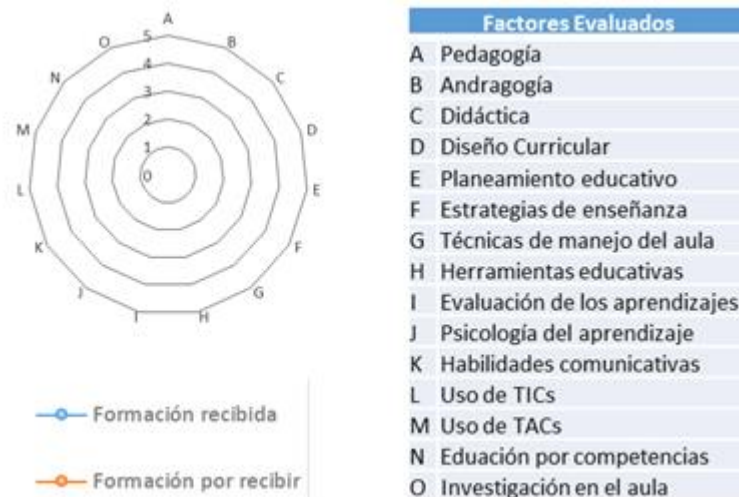 A
B
C
D
E
F
G
H
I
J
K
L
M
N
O
5
4
3
2
1
0
Formación recibida
Formación por recibir
Factores Evaluados
A Pedagogía
B Andragogía
C Didáctica
D Diseño Curricular
E Planeamiento educativo
F Estrategias de enseñanza
G Técnicas de manejo del aula
H Herramientas educativas
I Evaluación de los aprendizajes
J Psicología del aprendizaje
K Habilidades comunicativas
L Uso de TICs
M Uso de TACs
N Eduación por competencias
O Investigación en el aula